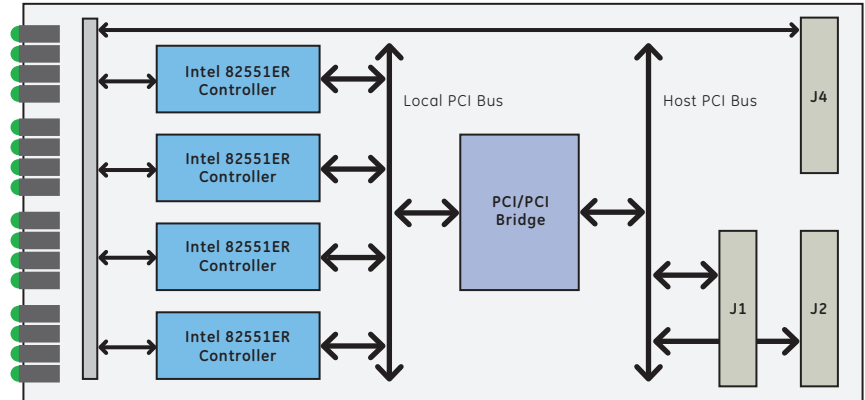 Intel 82551ER
Controller
Local PCI Bus
Host PCI Bus
J4
Intel 82551ER
Controller
PCI/PCI
Bridge
Intel 82551ER
Controller
J1
J2
Intel 82551ER
Controller